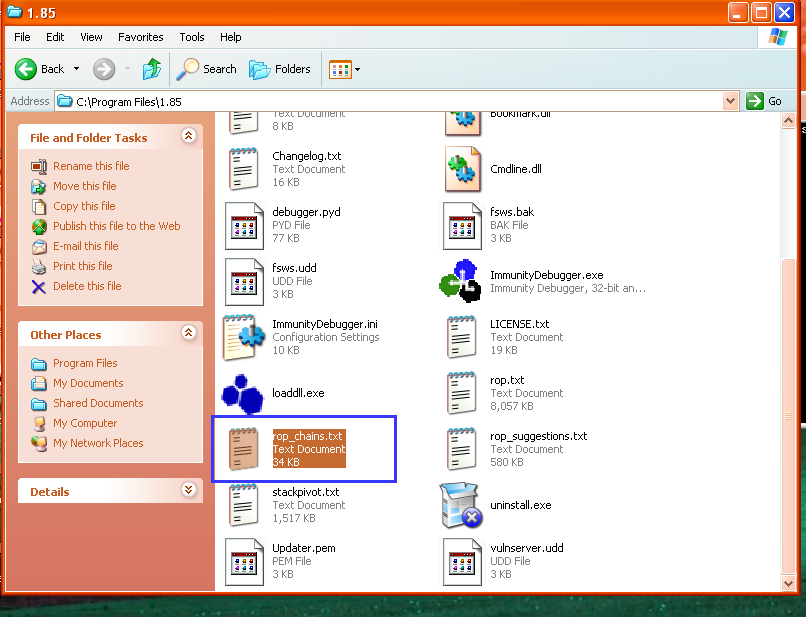 1.85
File Edit View Favorites Tools Help
Back Search Folders
Address C:\Program Files\1.85 Go
File and Folder Tasks
Rename this file
Move this file
Copy this file
Publish this file to the Web
E-mail this file
Print this file
Delete this file
Other Places
Program Files
My Documents
Shared Documents
My Computer
My Network Places
Details
Text Document
8 KB
Bookmark.dll
Changelog.txt
Text Document
16 KB
Cmdline.dll
debugger.pyd
PYD File
77 KB
fsws.bak
BAK File
3 KB
fsws.udd
UDD File
3 KB
ImmunityDebugger.exe
Immunity Debugger, 32-bit an...
ImmunityDebugger.ini
Configuration Settings
10 KB
LICENSE.txt
Text Document
19 KB
loaddll.exe
rop.txt
Text Document
8,057 KB
rop_chains.txt
Text Document
34 KB
rop_suggestions.txt
Text Document
580 KB
stackpivot.txt
Text Document
1,517 KB
uninstall.exe
Updater.pem
PEM File
3 KB
vulnserver.udd
UDD File
3 KB